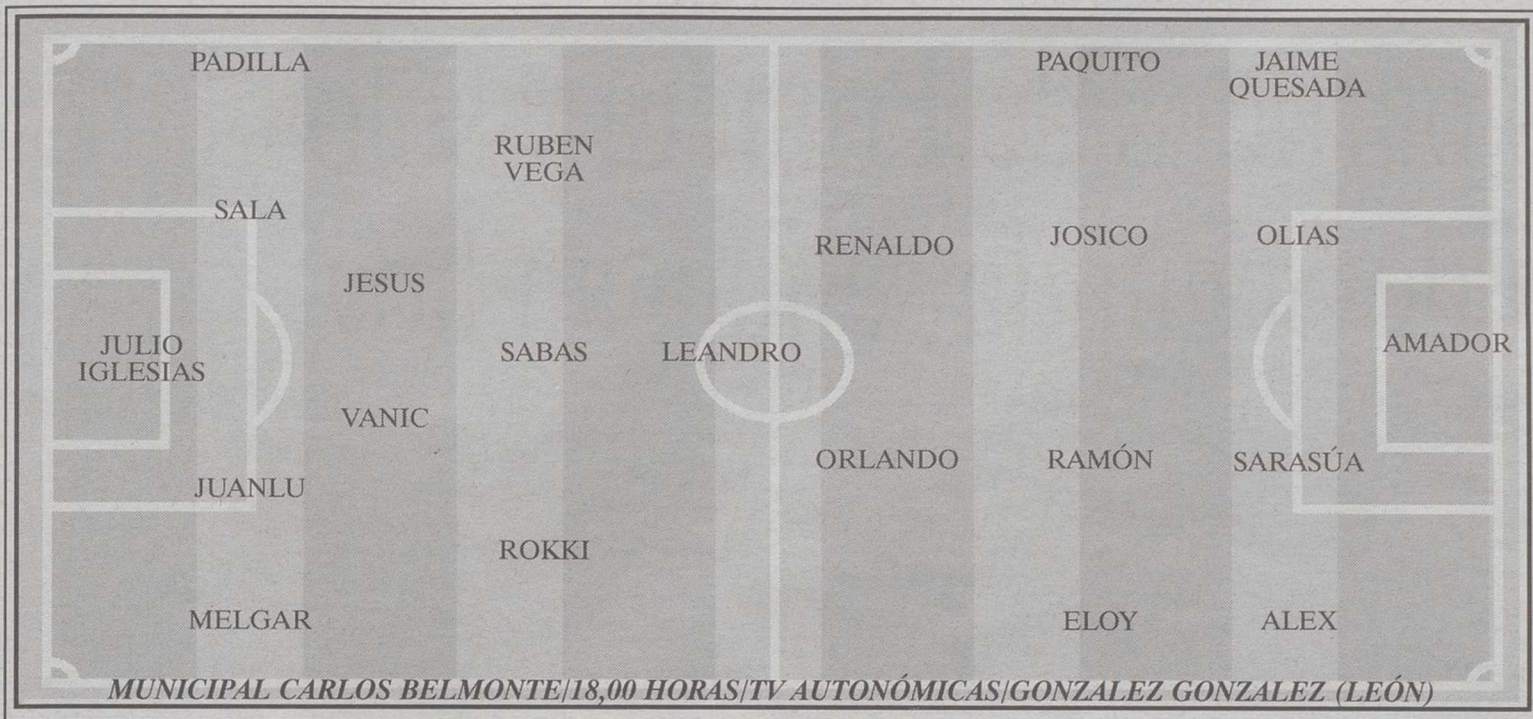 PADILLA
PAQUITO
JAIME
QUESADA
RUBEN
VEGA
SALA
RENALDO
JOSICO
OLIAS
JESUS
JULIO
IGLESIAS
SABAS
LEANDRO
AMADOR
VANIC
JUANLU
ORLANDO
RAMÓN
SARASÚA
ROKKI
MELGAR
ELOY
ALEX
MUNICIPAL CARLOS BELMONTE/18,00 HORAS/TV AUTONÓMICAS/GONZALEZ GONZALEZ (LEÓN)